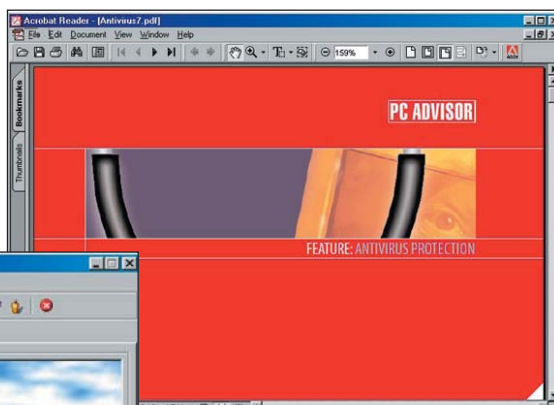 Acrobat Reader - [Antivirus7.pdf]
File Edit Document View Window Help
159%
Bookmarks
Thumbnails
PC ADVISOR
FEATURE: ANTIVIRUS PROTECTION